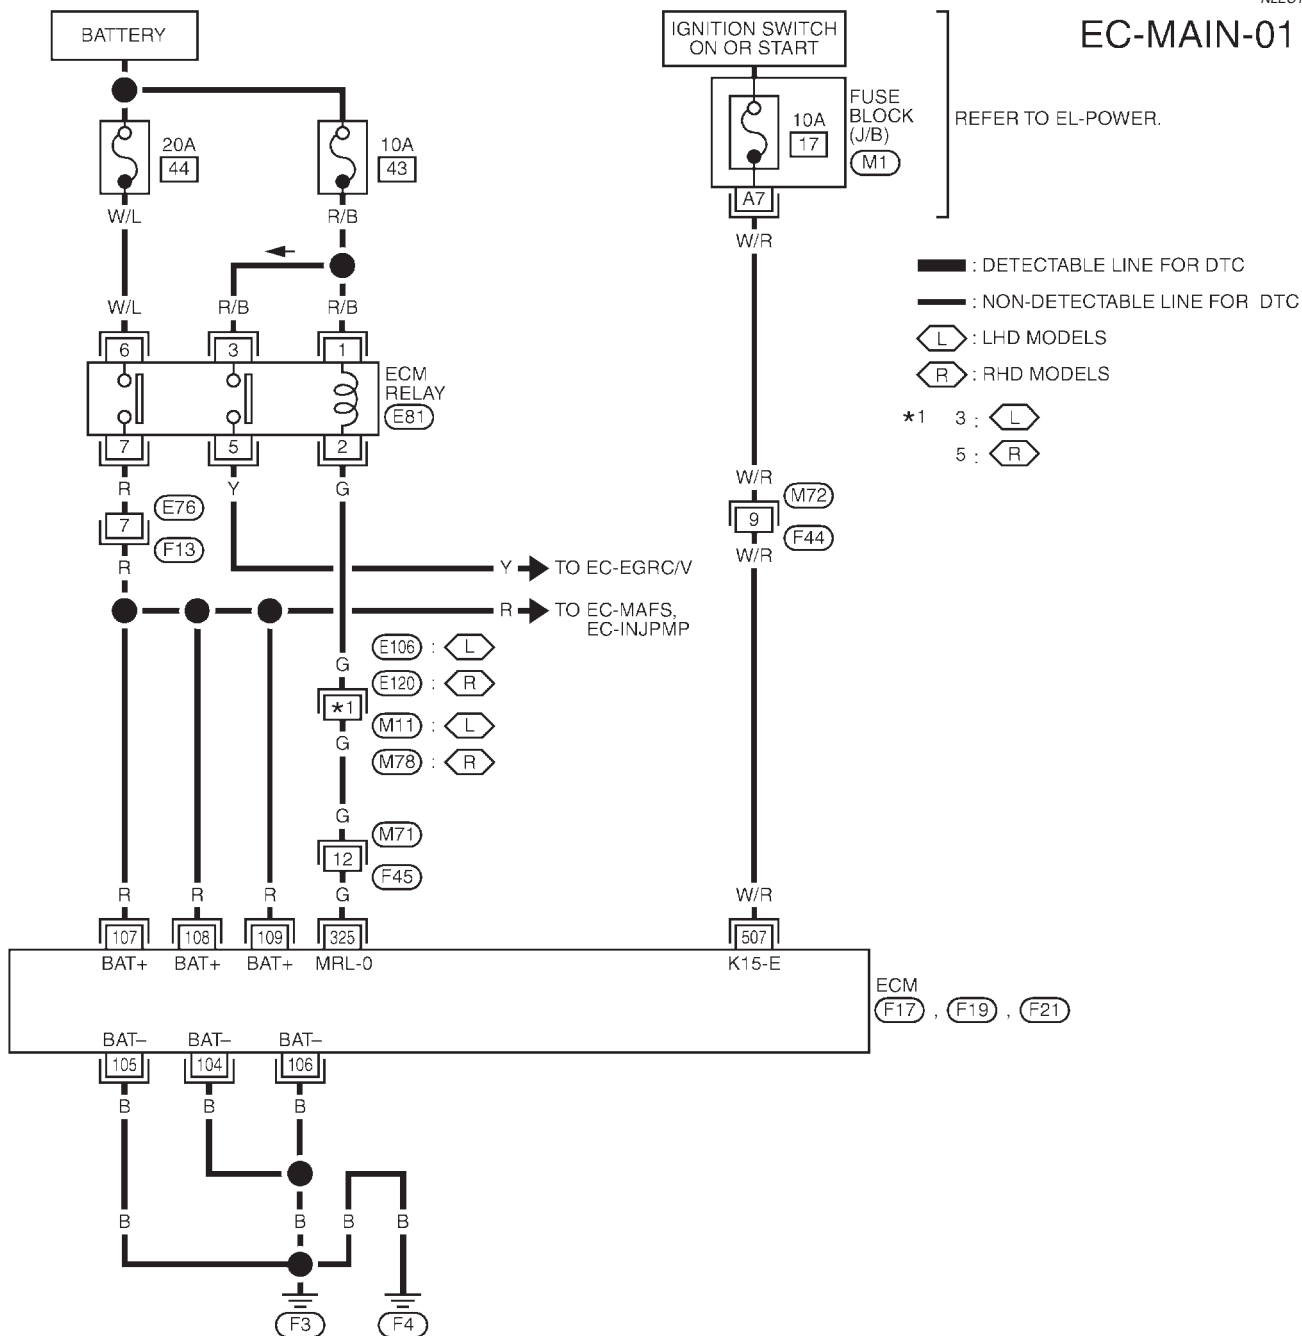 EC-MAIN-01
BATTERY
IGNITION SWITCH
ON OR START
20A
44
10A
43
10A
17
FUSE
BLOCK
(J/B)
M1
REFER TO EL-POWER.
A7
W/L
R/B
W/R
: DETECTABLE LINE FOR DTC
: NON-DETECTABLE LINE FOR DTC
L : LHD MODELS
R : RHD MODELS
*1 3 : L
5 : R
W/L
R/B
R/B
6
3
1
ECM
RELAY
E81
7
5
2
R
Y
G
E76
7
F13
R
W/R
M72
9
F44
W/R
Y TO EC-EGRC/V
R TO EC-MAFS,
EC-INJPMP
G
E106 : L
E120 : R
*1
M11 : L
M78 : R
G
G
M71
12
F45
R
R
R
G
W/R
107
108
109
325
507
BAT+
BAT+
BAT+
MRL-0
K15-E
ECM
F17 , F19 , F21
BAT–
BAT–
BAT–
105
104
106
B
B
B
B
B
B
B
F3
F4